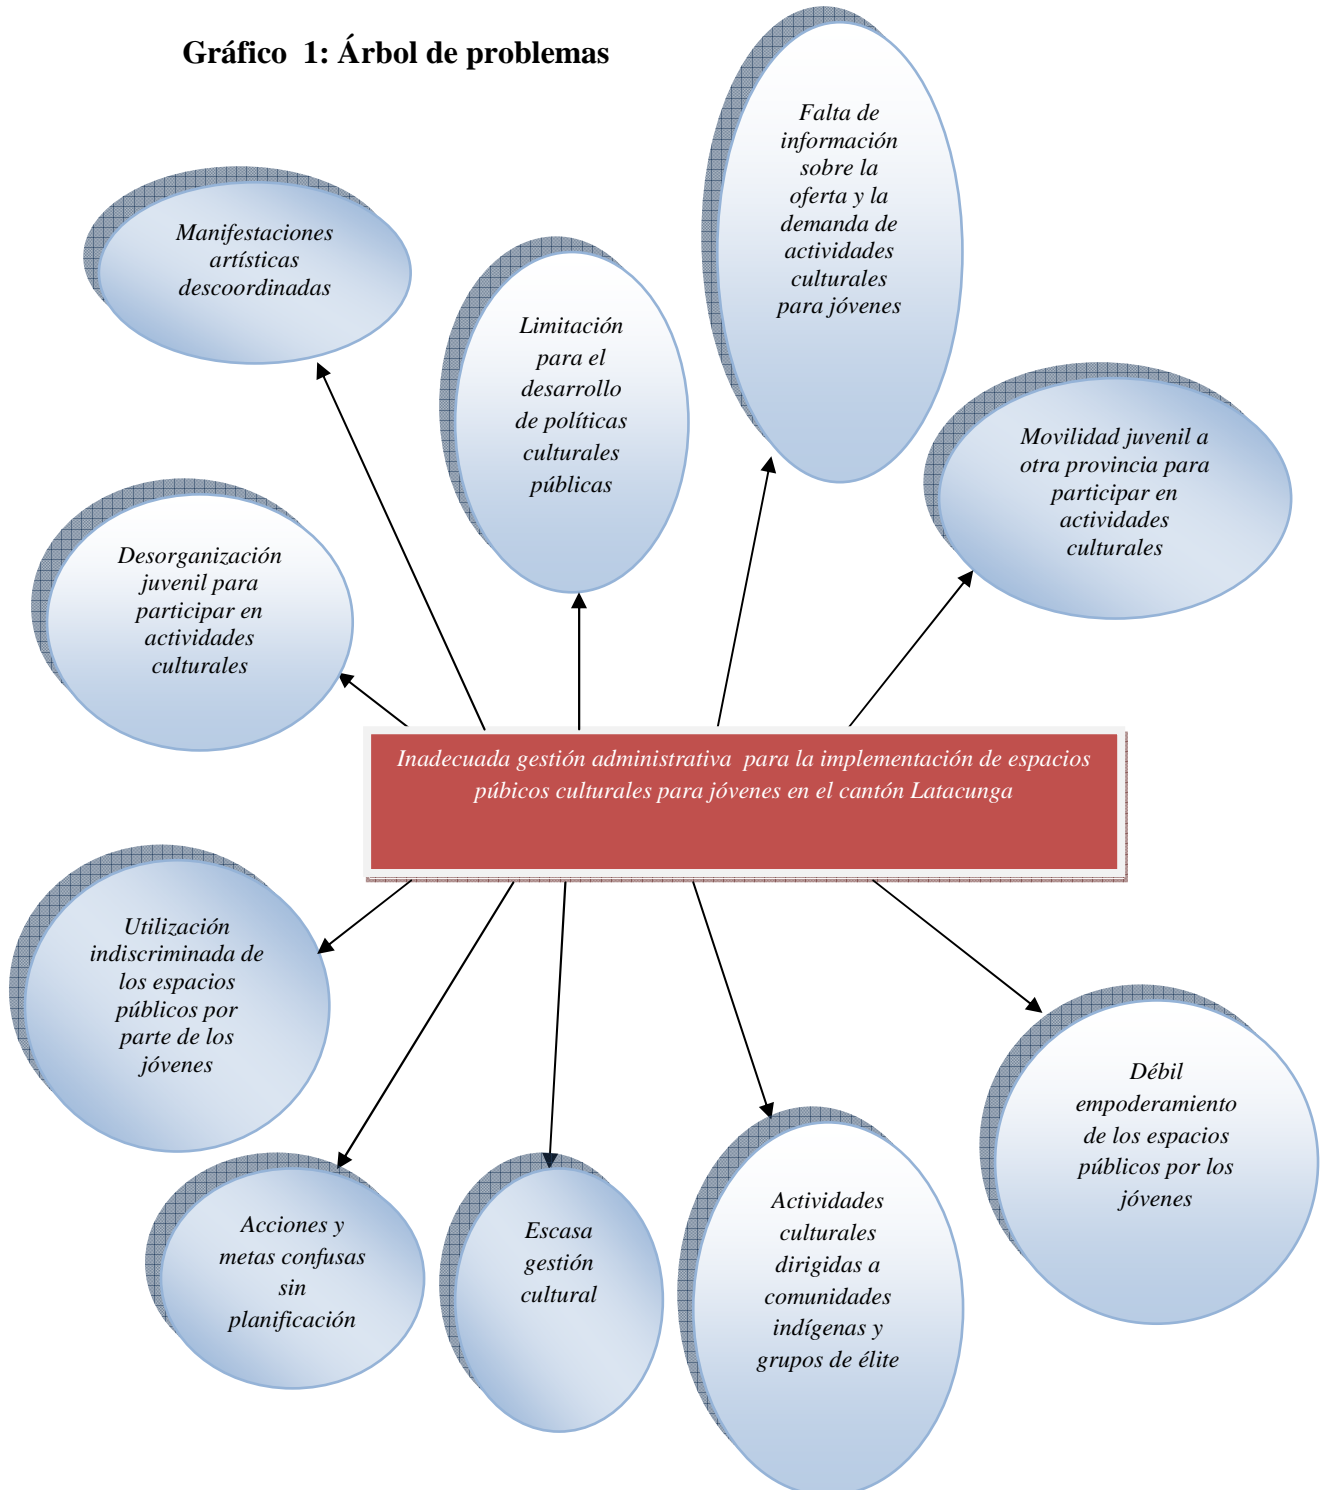 Gráfico 1: Árbol de problemas
Falta de
información
sobre la
oferta y la
demanda de
actividades
culturales
para jóvenes
Manifestaciones
artísticas
descoordinadas
Limitación
para el
desarrollo
de políticas
culturales
públicas
Movilidad juvenil a
otra provincia para
participar en
actividades
culturales
Desorganización
juvenil para
participar en
actividades
culturales
Inadecuada gestión administrativa para la implementación de espacios
púbicos culturales para jóvenes en el cantón Latacunga
Utilización
indiscriminada de
los espacios
públicos por
parte de los
jóvenes
Acciones y
metas confusas
sin
planificación
Escasa
gestión
cultural
Actividades
culturales
dirigidas a
comunidades
indígenas y
grupos de élite
Débil
empoderamiento
de los espacios
públicos por los
jóvenes